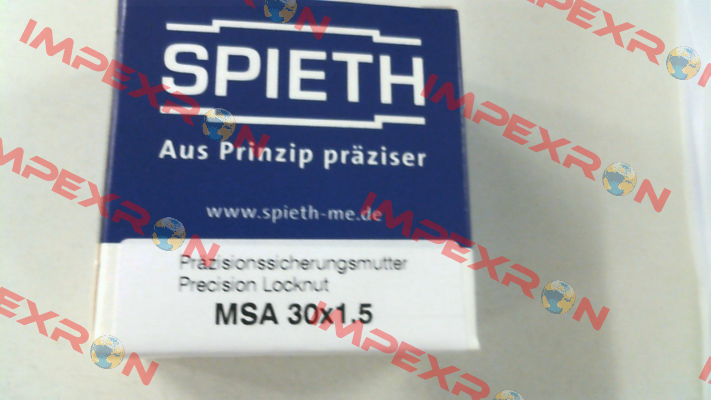 SPIETH
Aus Prinzip präziser
www.spieth-me.de
Präzisionssicherungsmutter
Precision Locknut
MSA 30x1.5
IMPEXRON
IMPEXRON
IMPEXRON
IMPEXRON
IMPEXRON
IMPEXRON